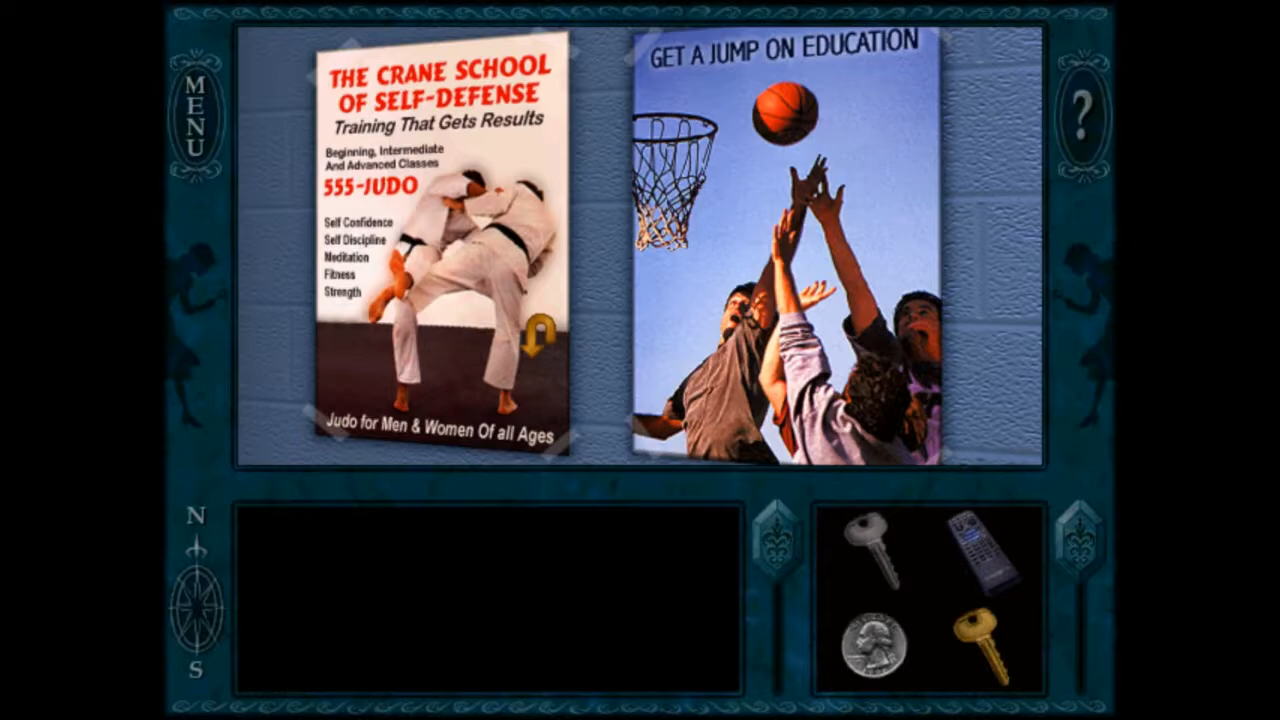 MENU
THE CRANE SCHOOL
OF SELF-DEFENSE
Training That Gets Results
Beginning, Intermediate
And Advanced Classes
555-JUDO
Self Confidence
Self Discipline
Meditation
Fitness
Strength
Judo for Men & Women Of all Ages
GET A JUMP ON EDUCATION
?
N
S